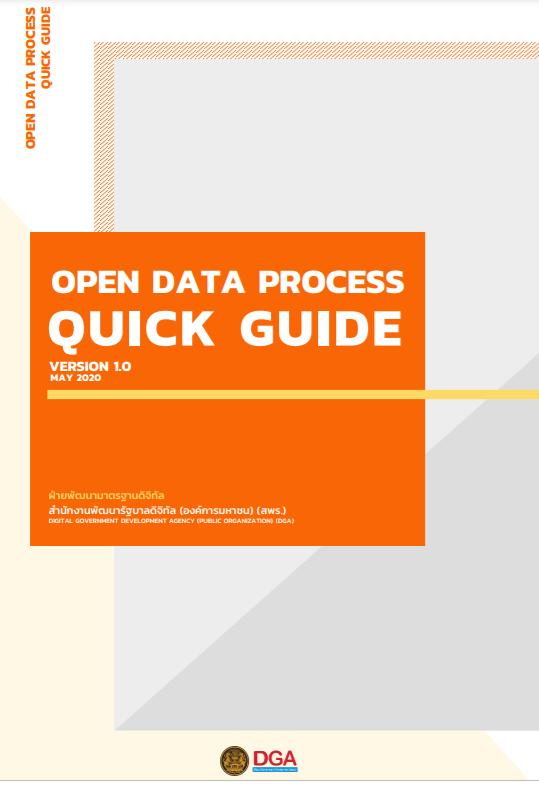 OPEN DATA PROCESS
QUICK GUIDE
OPEN DATA PROCESS
QUICK GUIDE
VERSION 1.0
MAY 2020
ฝ่ายพัฒนามาตรฐานดิจิทัล
สำนักงานพัฒนารัฐบาลดิจิทัล (องค์การมหาชน) (สพร.)
DIGITAL GOVERNMENT DEVELOPMENT AGENCY (PUBLIC ORGANIZATION) (DGA)
DGA